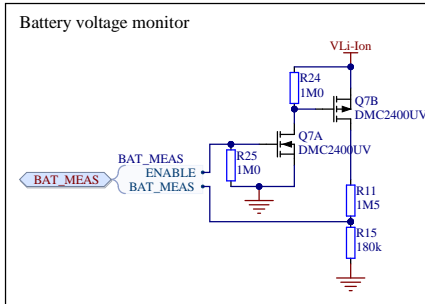 Battery voltage monitor
VLi-Ion
R24
1M0
Q7B
DMC2400UV
Q7A
DMC2400UV
BAT_MEAS
ENABLE
BAT_MEAS
BAT_MEAS
R25
1M0
R11
1M5
R15
180k